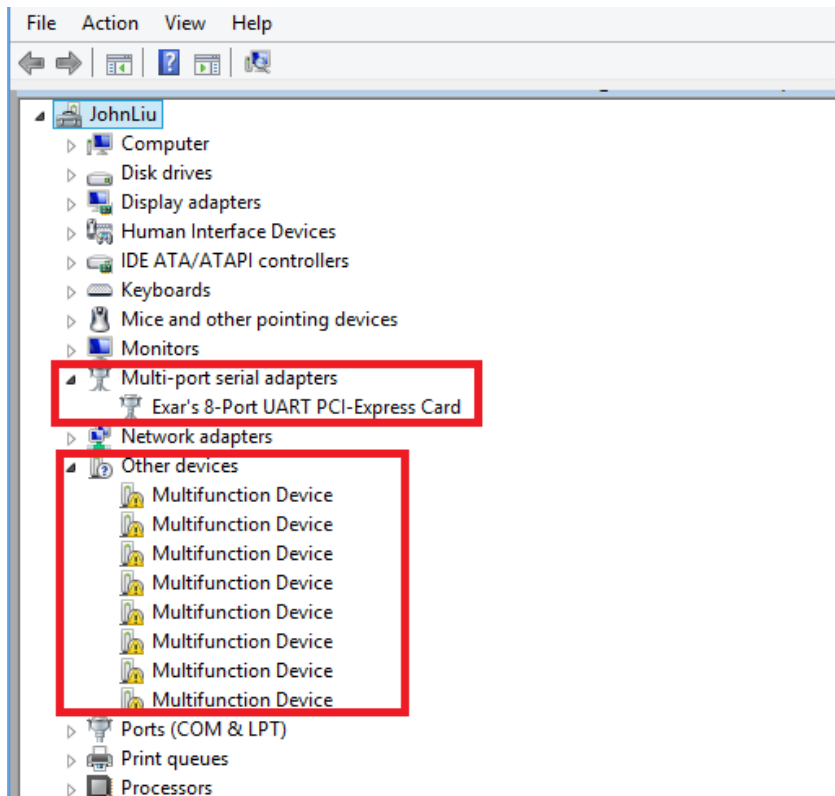 File Action View Help
JohnLiu
Computer
Disk drives
Display adapters
Human Interface Devices
IDE ATA/ATAPI controllers
Keyboards
Mice and other pointing devices
Monitors
Multi-port serial adapters
Exar's 8-Port UART PCI-Express Card
Network adapters
Other devices
Multifunction Device
Multifunction Device
Multifunction Device
Multifunction Device
Multifunction Device
Multifunction Device
Multifunction Device
Multifunction Device
Ports (COM & LPT)
Print queues
Processors